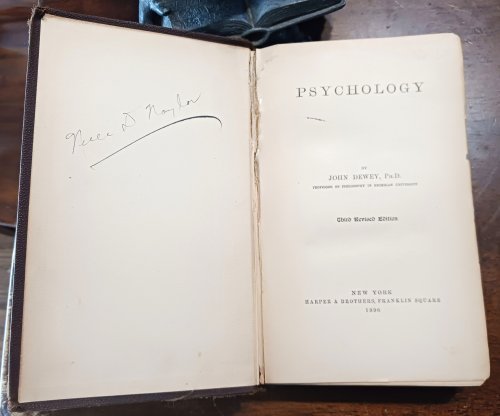 D Naylor
PSYCHOLOGY
BY
JOHN DEWEY, Ph.D.
PROFESSOR OF PHILOSOPHY IN MICHIGAN UNIVERSITY
Third Revised Edition
NEW YORK
HARPER & BROTHERS, FRANKLIN SQUARE